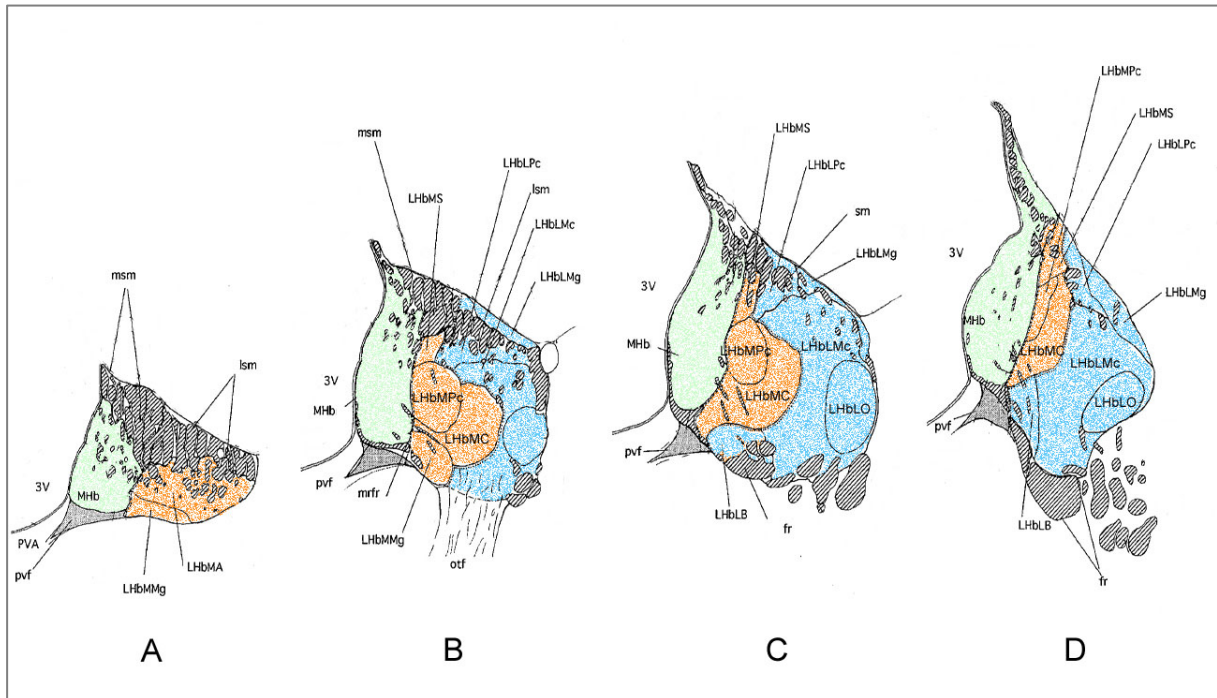 msm
lsm
3V
MHb
PVA
pvf
LHbMA
LHbMMg
A
msm
LHbLPc
LHbMS
lsm
LHbLMc
LHbLMg
3V
MHb
LHbMPc
LHbMC
pvf
mrfr
LHbMMg
otf
B
LHbMS
LHbLPc
sm
LHbLMg
3V
MHb
LHbMPc
LHbLMc
LHbMC
LHbLO
pvf
LHbLB
fr
C
LHbMPc
LHbMS
LHbLPc
3V
LHbLMg
MHb
LHbMC
LHbLMc
LHbLO
pvf
LHbLB
fr
D